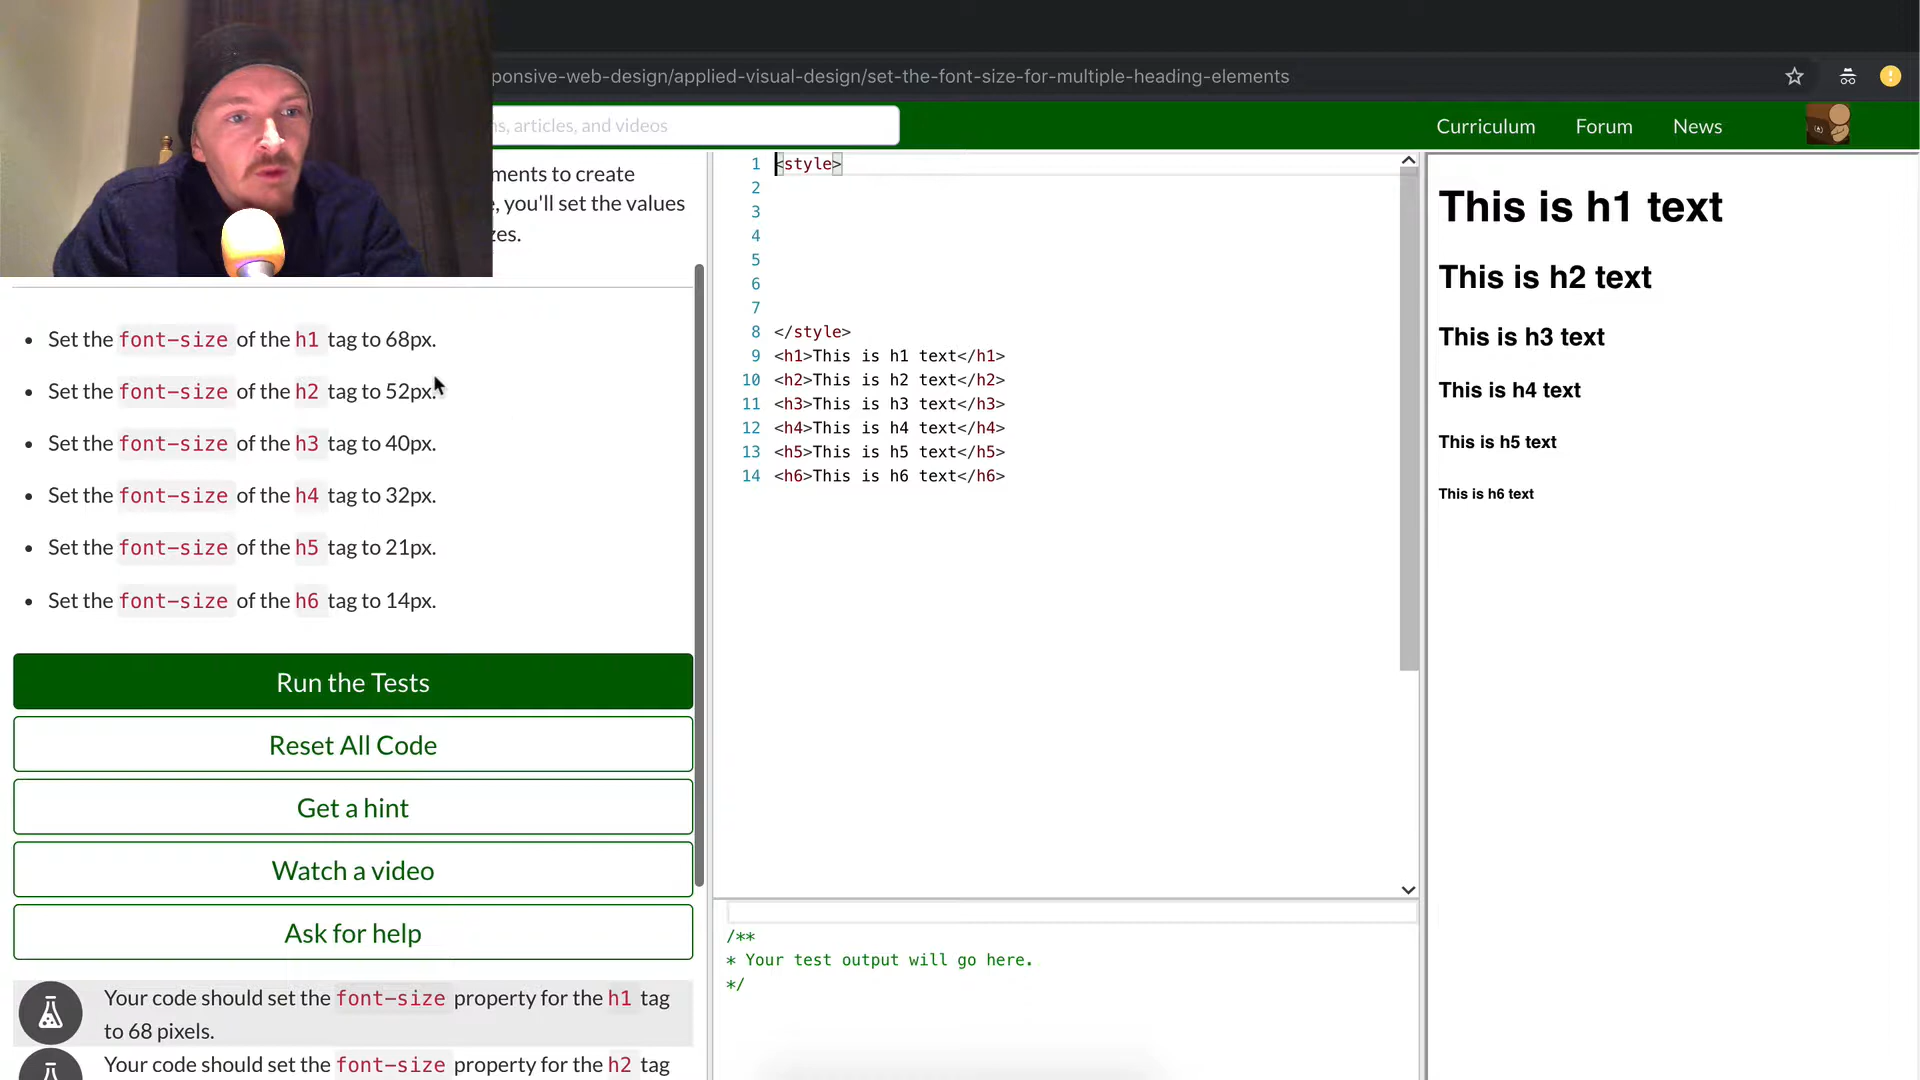 ponsive-web-design/applied-visual-design/set-the-font-size-for-multiple-heading-elements
articles, and videos
Curriculum Forum News
ments to create
you'll set the values
zes.
Set the font-size of the h1 tag to 68px.
Set the font-size of the h2 tag to 52px.
Set the font-size of the h3 tag to 40px.
Set the font-size of the h4 tag to 32px.
Set the font-size of the h5 tag to 21px.
Set the font-size of the h6 tag to 14px.
Run the Tests
Reset All Code
Get a hint
Watch a video
Ask for help
Your code should set the font-size property for the h1 tag
to 68 pixels.
Your code should set the font-size property for the h2 tag
1 <style>
2
3
4
5
6
7
8 </style>
9 <h1>This is h1 text</h1>
10 <h2>This is h2 text</h2>
11 <h3>This is h3 text</h3>
12 <h4>This is h4 text</h4>
13 <h5>This is h5 text</h5>
14 <h6>This is h6 text</h6>
/**
* Your test output will go here.
*/
This is h1 text
This is h2 text
This is h3 text
This is h4 text
This is h5 text
This is h6 text